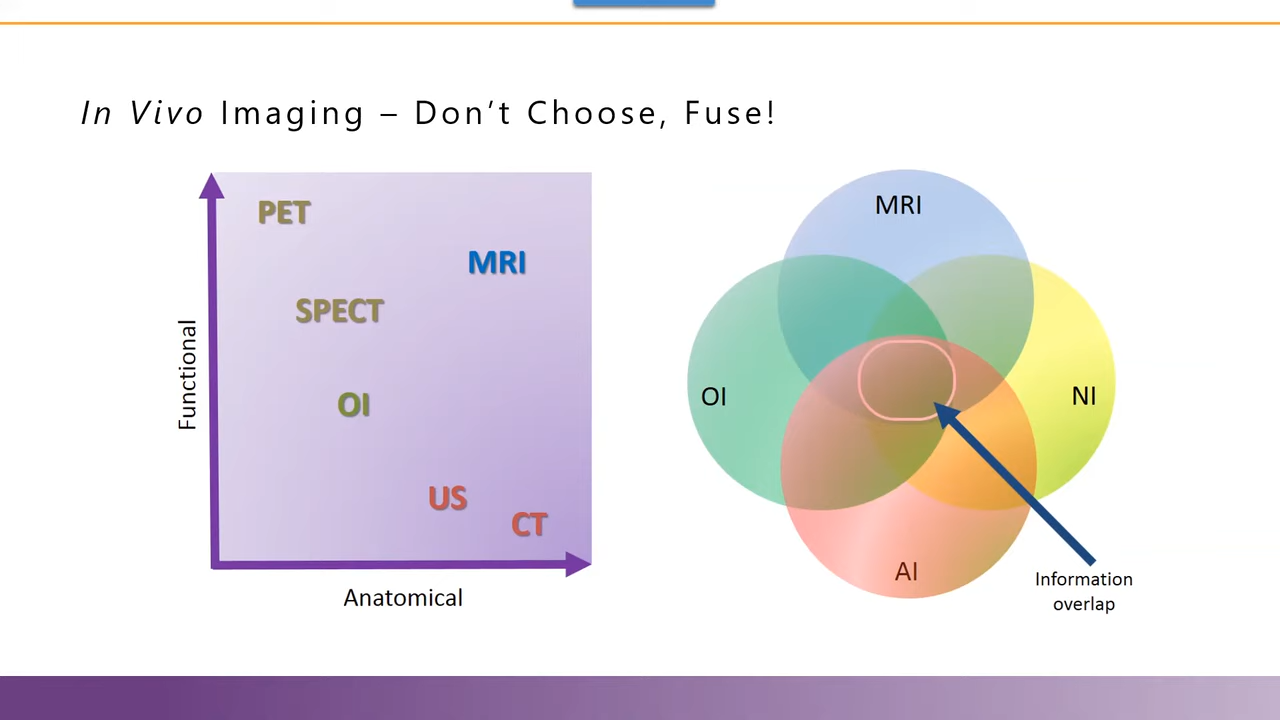 In Vivo Imaging – Don't Choose, Fuse!
PET
MRI
SPECT
OI
US
CT
Functional
Anatomical
MRI
OI
NI
AI
Information
overlap